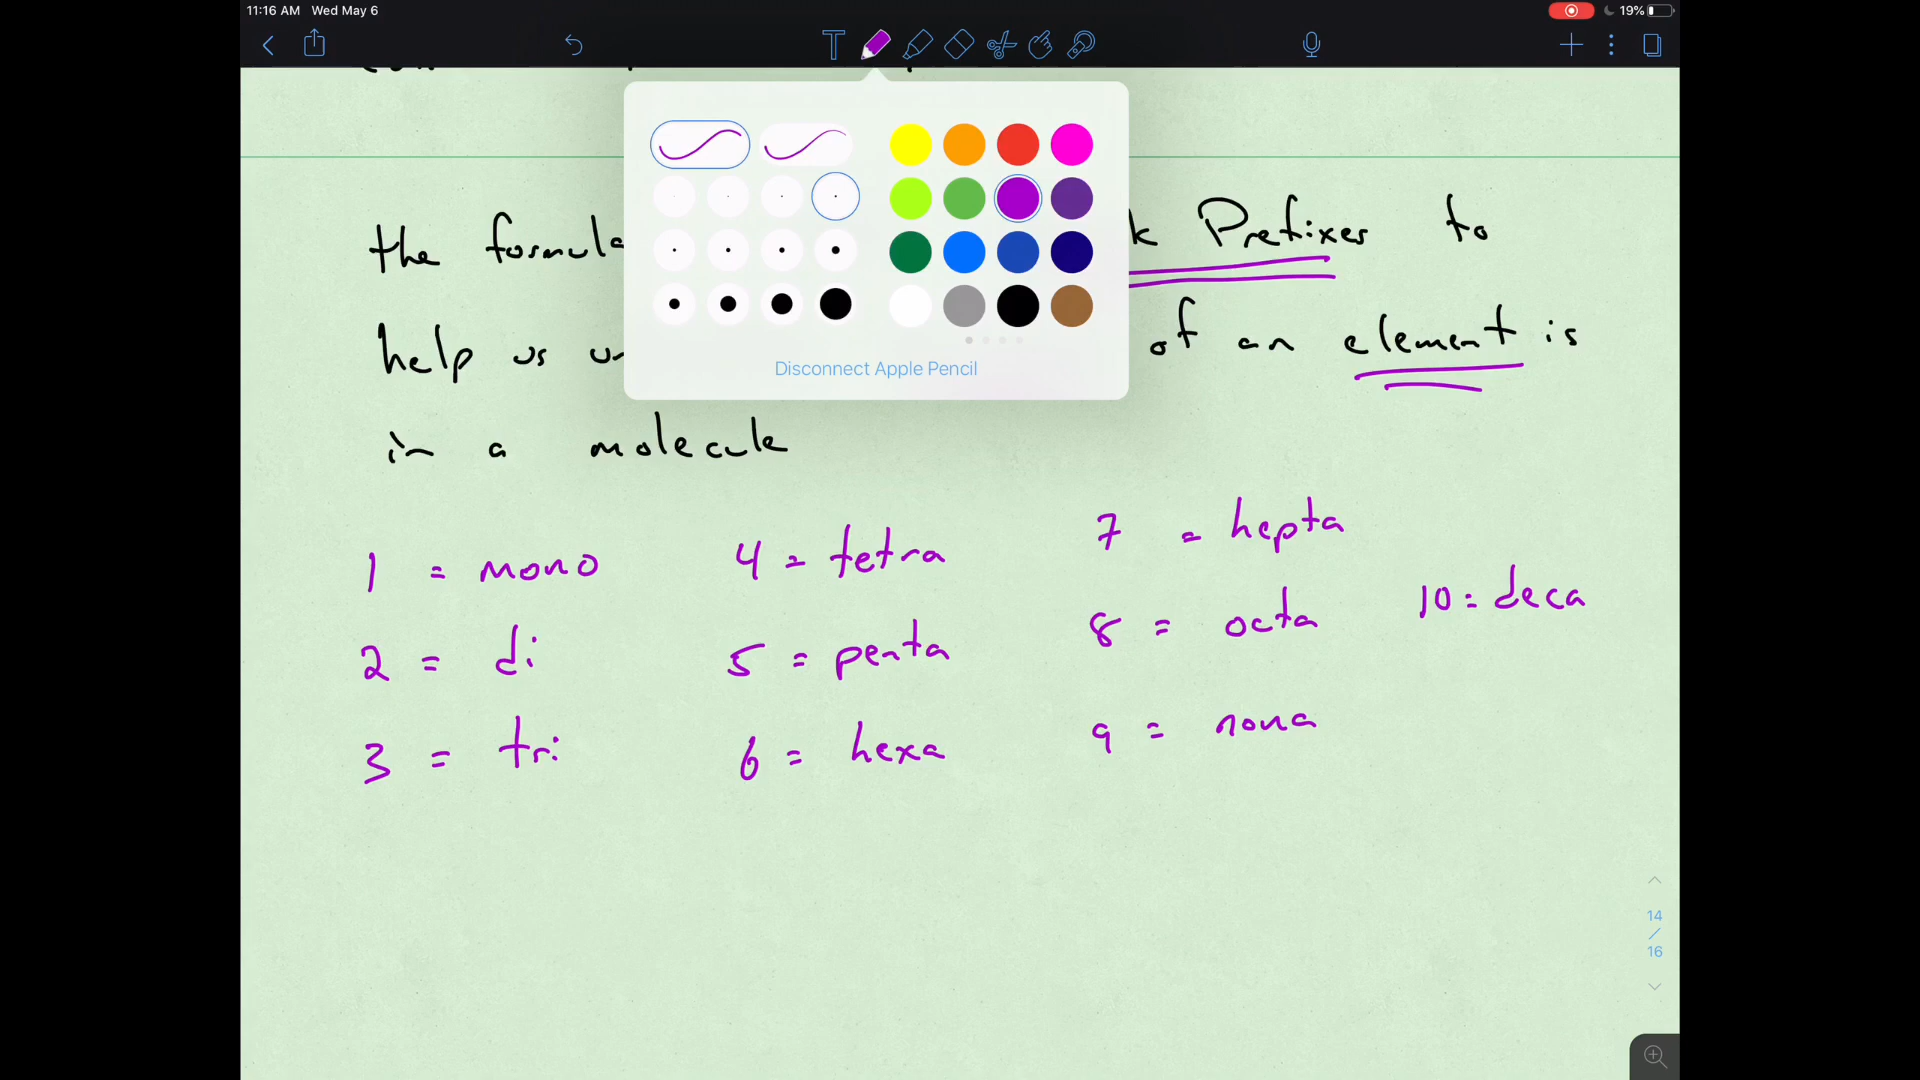 11:16 AM Wed May 6
19%
T
the formula Prefixes to
help us of an element is
in a molecule
Disconnect Apple Pencil
1 = mono
2 = di
3 = tri
4 = tetra
5 = penta
6 = hexa
7 = hepta
8 = octa
9 = nona
10 = deca
14
/
16